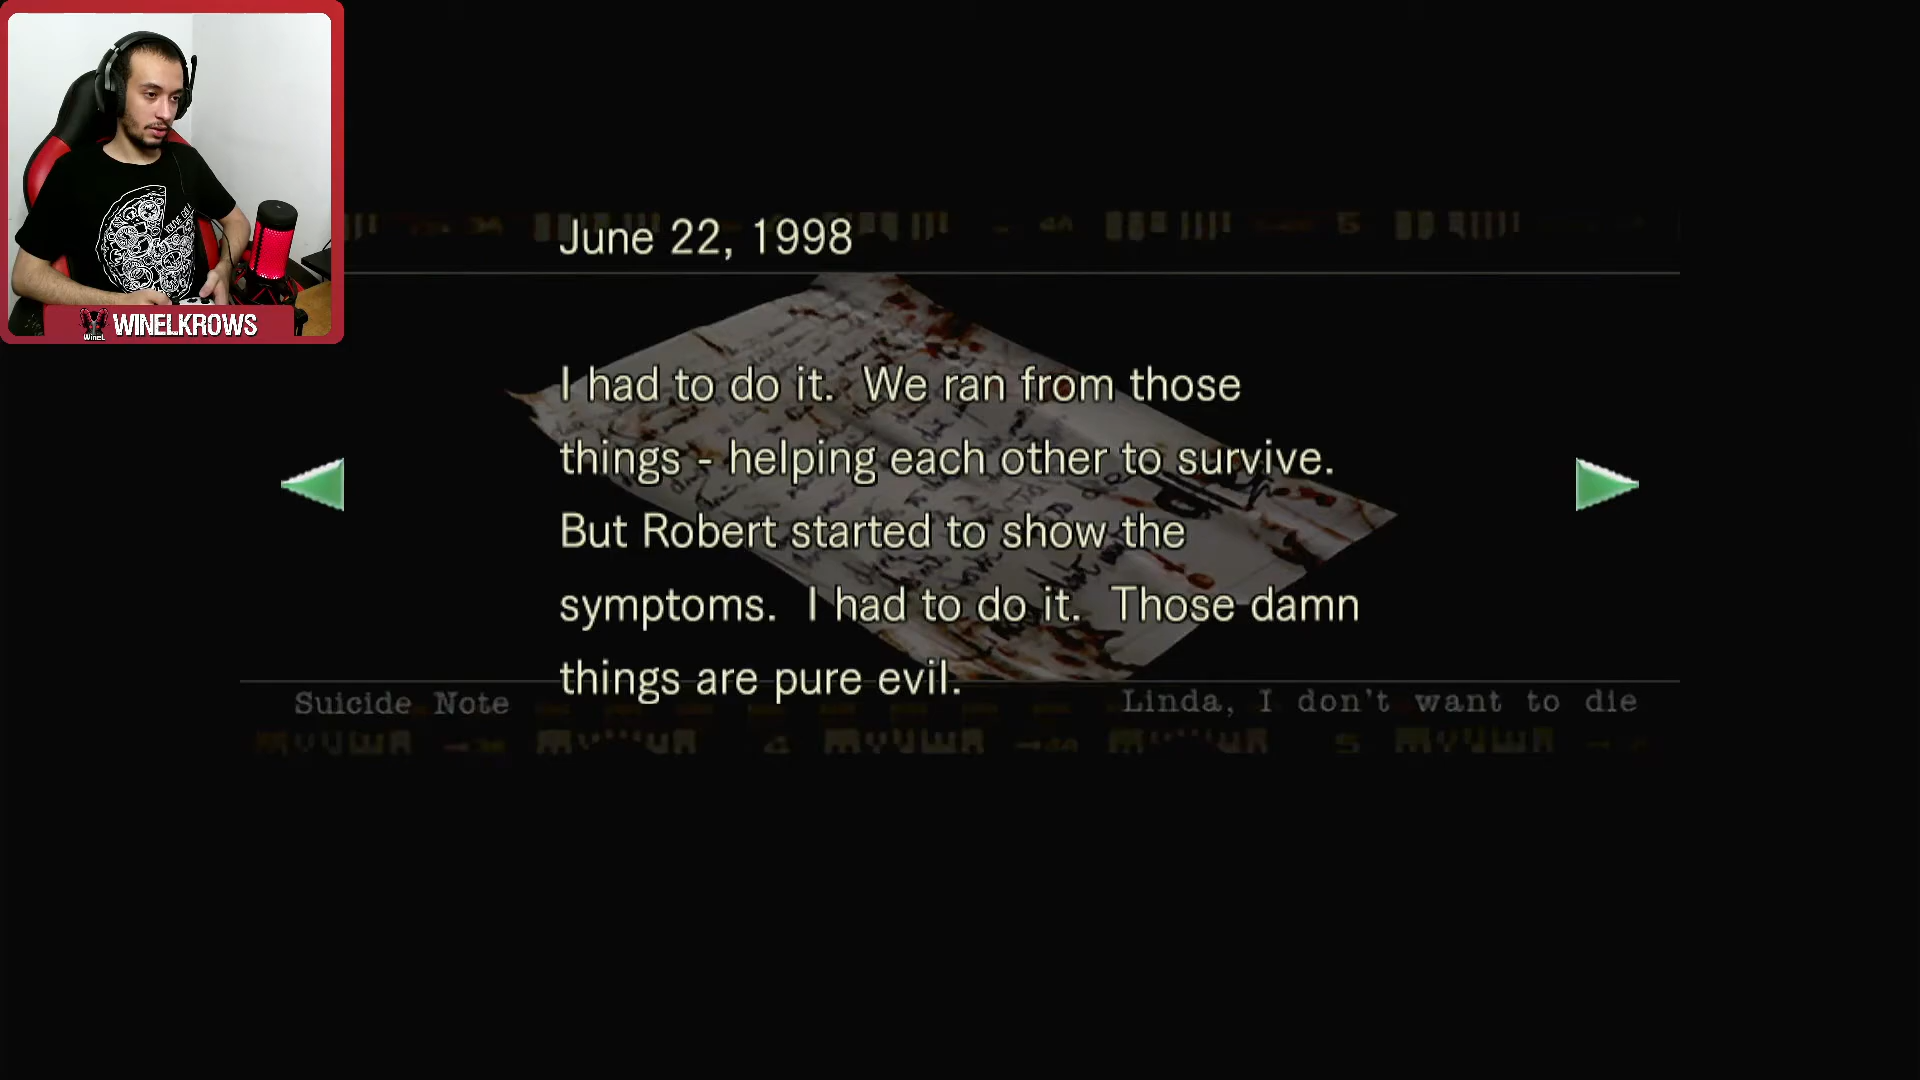 June 22, 1998
I had to do it. We ran from those
things - helping each other to survive.
But Robert started to show the
symptoms. I had to do it. Those damn
things are pure evil.
Suicide Note
Linda, I don't want to die
WINELKROWS
WineL